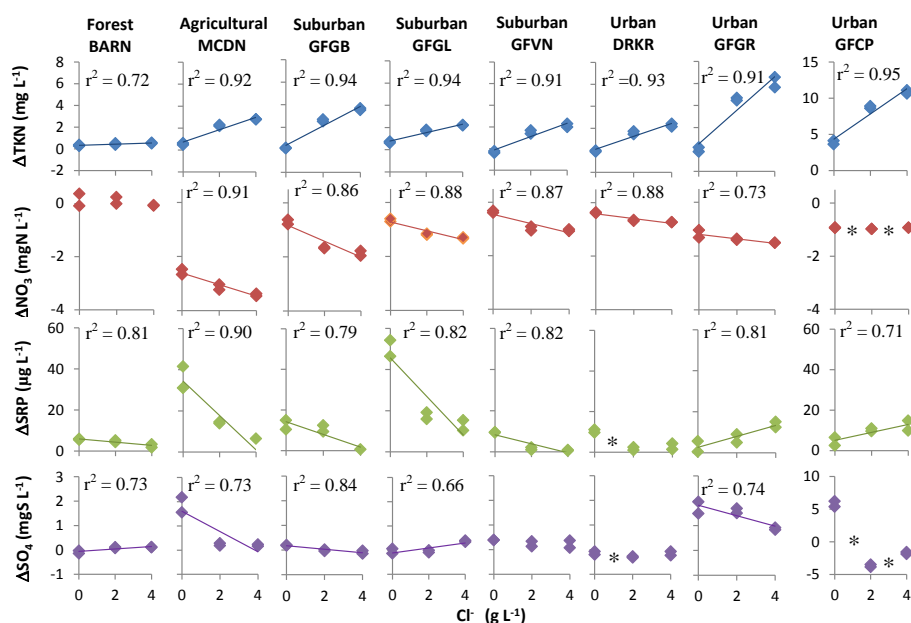 Forest Agricultural Suburban Suburban Suburban Urban Urban Urban
BARN MCDN GFGB GFGL GFVN DRKR GFGR GFCP
ΔTKN (mg L-1)
8 6 4 2 0 -2
r2 = 0.72 r2 = 0.92 r2 = 0.94 r2 = 0.94 r2 = 0.91 r2 =0. 93 r2 = 0.91 r2 = 0.95
15 10 5 0
ΔNO3 (mgN L-1)
0 -2 -4
r2 = 0.91 r2 = 0.86 r2 = 0.88 r2 = 0.87 r2 = 0.88 r2 = 0.73
* *
0 -2 -4
ΔSRP (µg L-1)
60 40 20 0
r2 = 0.81 r2 = 0.90 r2 = 0.79 r2 = 0.82 r2 = 0.82 r2 = 0.81 r2 = 0.71
*
60 40 20 0
ΔSO4 (mgS L-1)
3 2 1 0 -1
r2 = 0.73 r2 = 0.73 r2 = 0.84 r2 = 0.66 r2 = 0.74
* * *
10 5 0 -5
0 2 4 0 2 4 0 2 4 0 2 4 0 2 4 0 2 4 0 2 4 0 2 4
Cl- (g L-1)